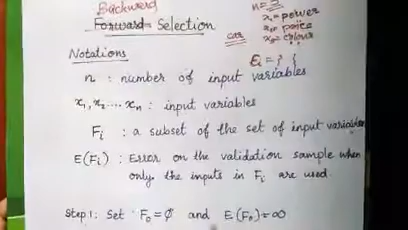 Backward
Forward Selection
n=3
x₁=power
x₂= price
x₃=colour
car
Notations
Ei = { {
n : number of input variables
x₁, x₂ .... xₙ : input variables
Fi : a subset of the set of input variables
E(Fi) : Error on the validation sample when
only the inputs in Fi are used
Step 1: Set F₀ = ∅ and E(F₀) = ∞